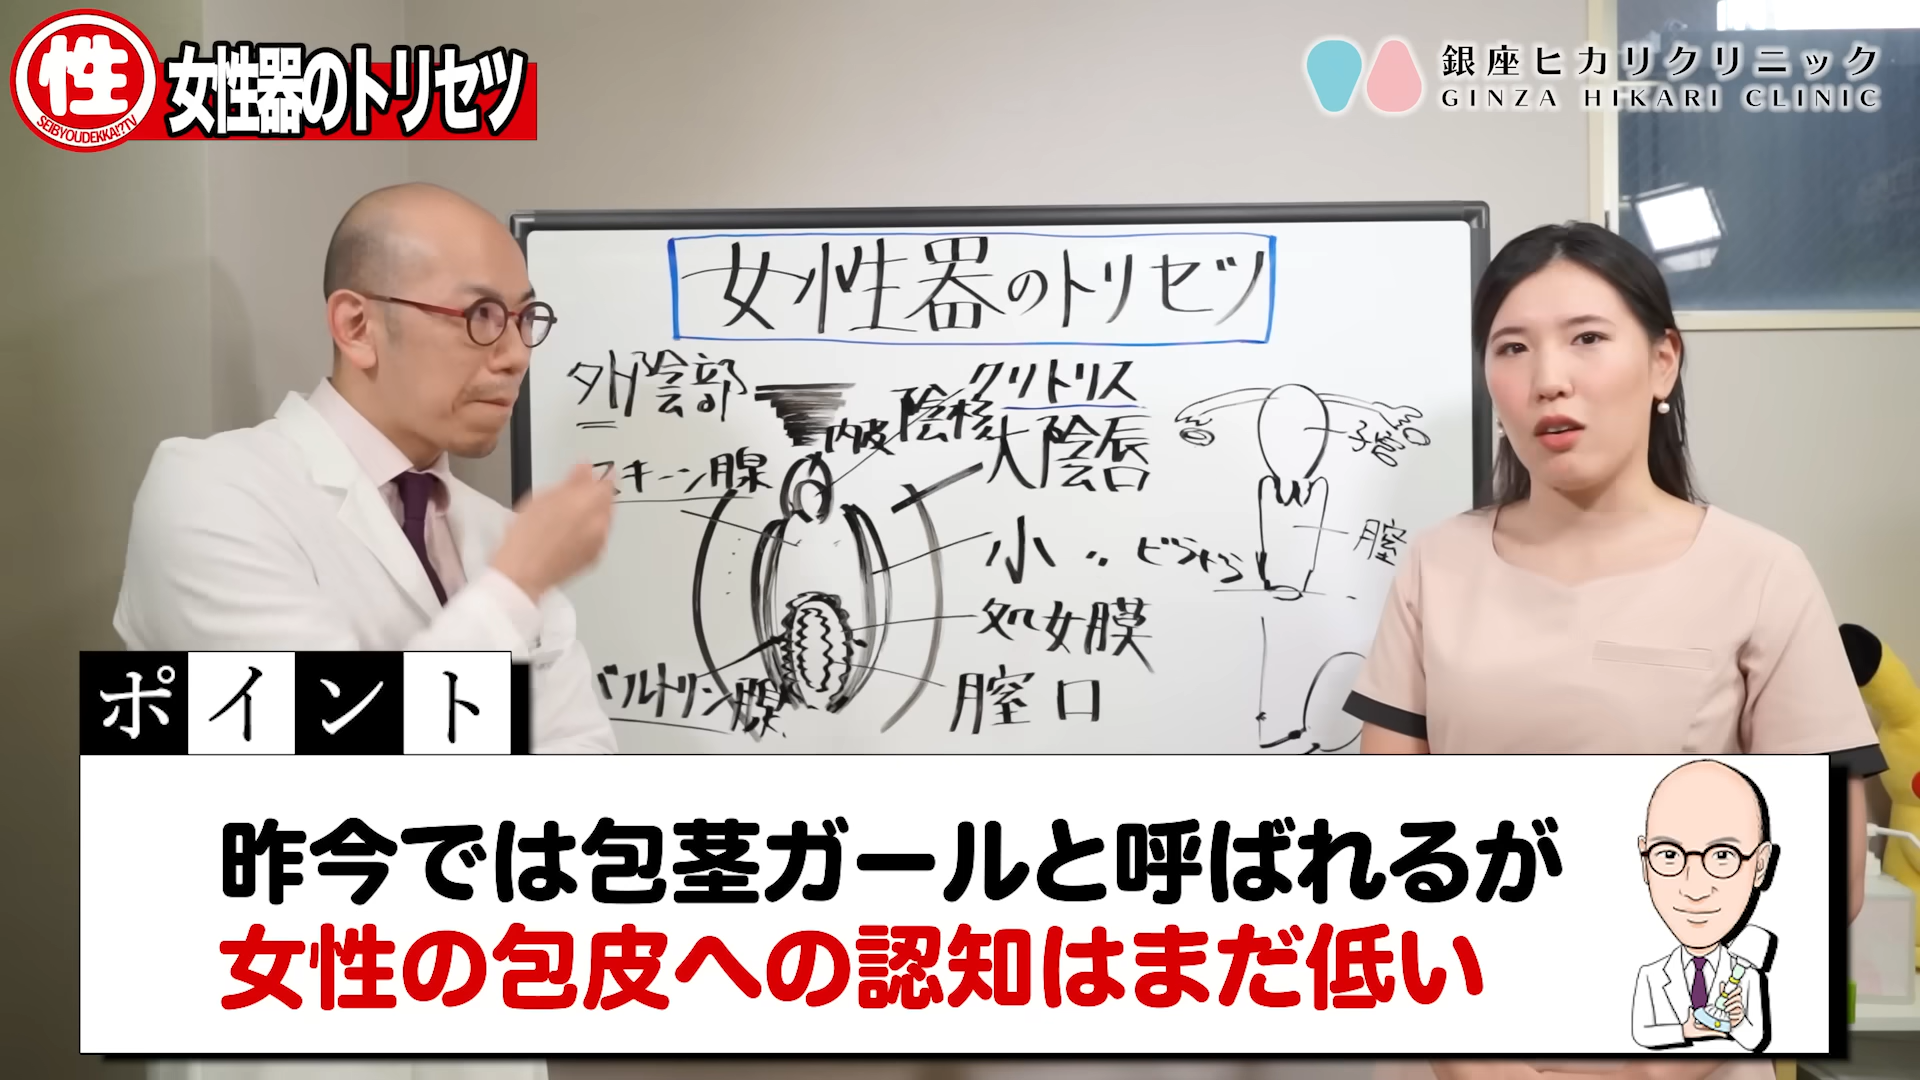 性
SEIBYOUDEKKA!?TV
女性器のトリセツ
銀座ヒカリクリニック
GINZA HIKARI CLINIC
女性器のトリセツ
外陰部
クリトリス
陰核
内皮
大陰唇
スキーン腺
小〃ビラビラ
処女膜
バルトリン腺
膣口
子宮
膣
ポイント
昨今では包茎ガールと呼ばれるが
女性の包皮への認知はまだ低い